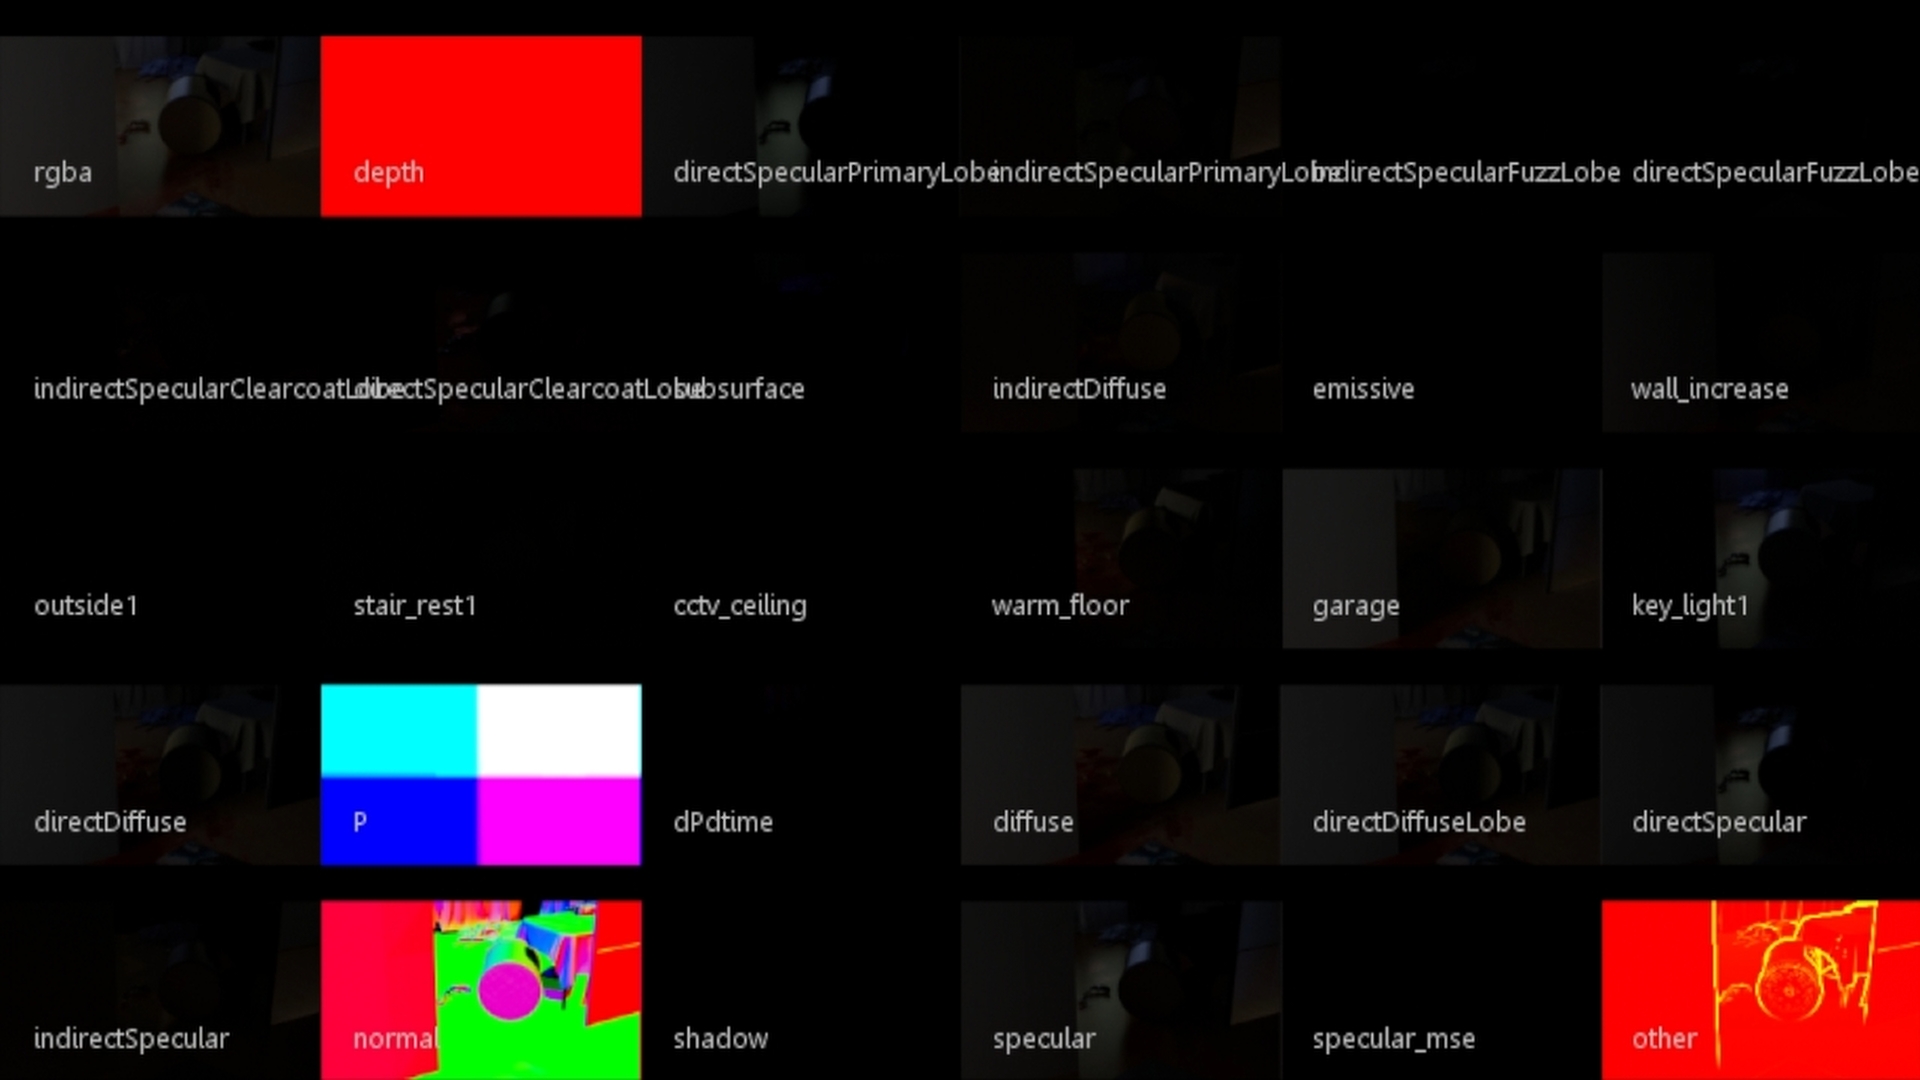 rgba
depth
directSpecularPrimaryLobe
indirectSpecularPrimaryLobe
indirectSpecularFuzzLobe
directSpecularFuzzLobe
indirectSpecularClearcoatLobe
directSpecularClearcoatLobe
subsurface
indirectDiffuse
emissive
wall_increase
outside1
stair_rest1
cctv_ceiling
warm_floor
garage
key_light1
directDiffuse
P
dPdtime
diffuse
directDiffuseLobe
directSpecular
indirectSpecular
normal
shadow
specular
specular_mse
other